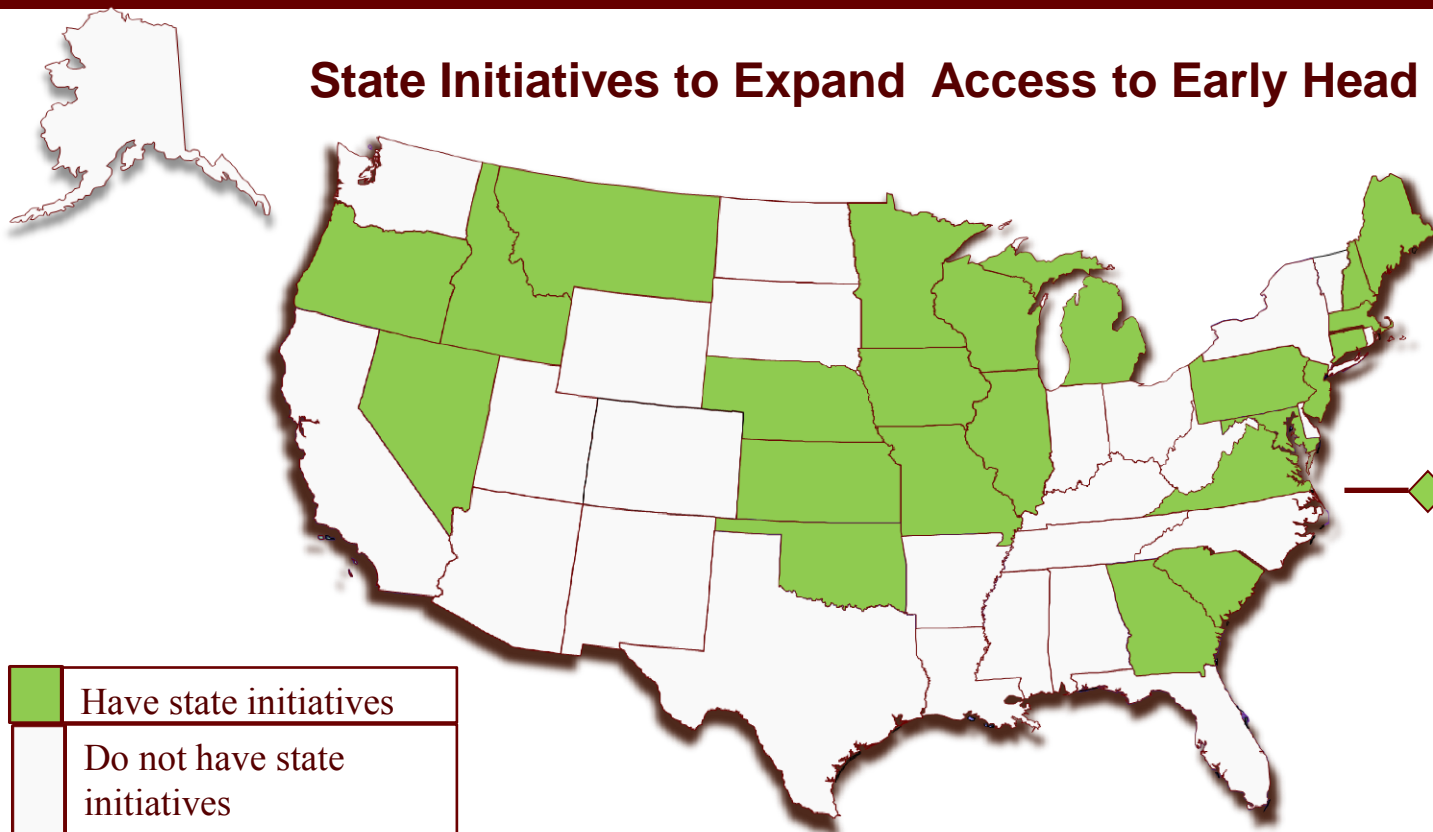 State Initiatives to Expand  Access to Early Head
Have state initiatives
Do not have state
initiatives